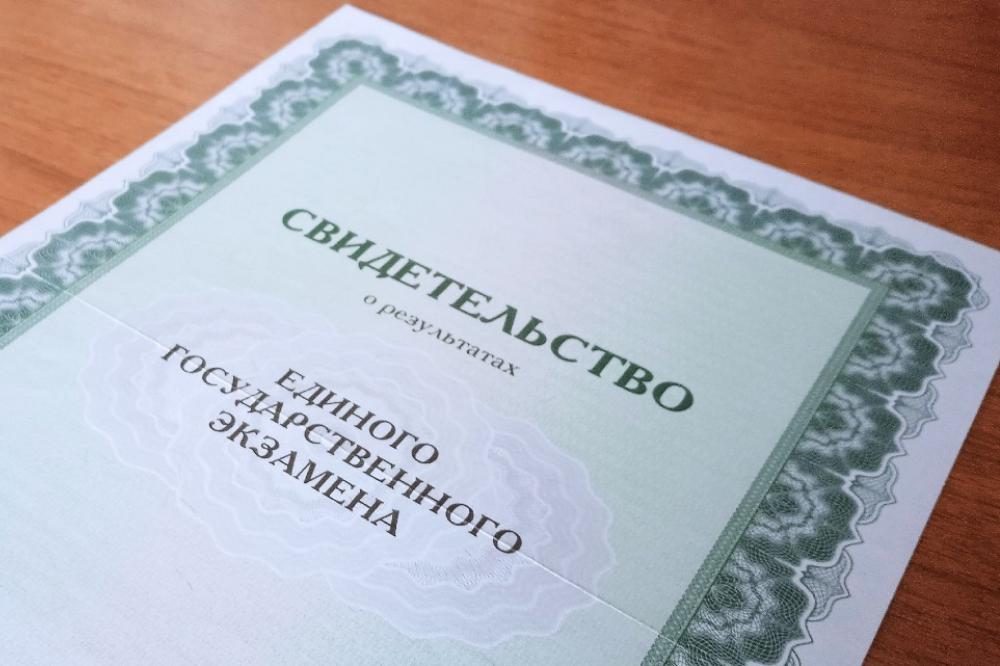 СВИДЕТЕЛЬСТВО
о результатах
ЕДИНОГО
ГОСУДАРСТВЕННОГО
ЭКЗАМЕНА